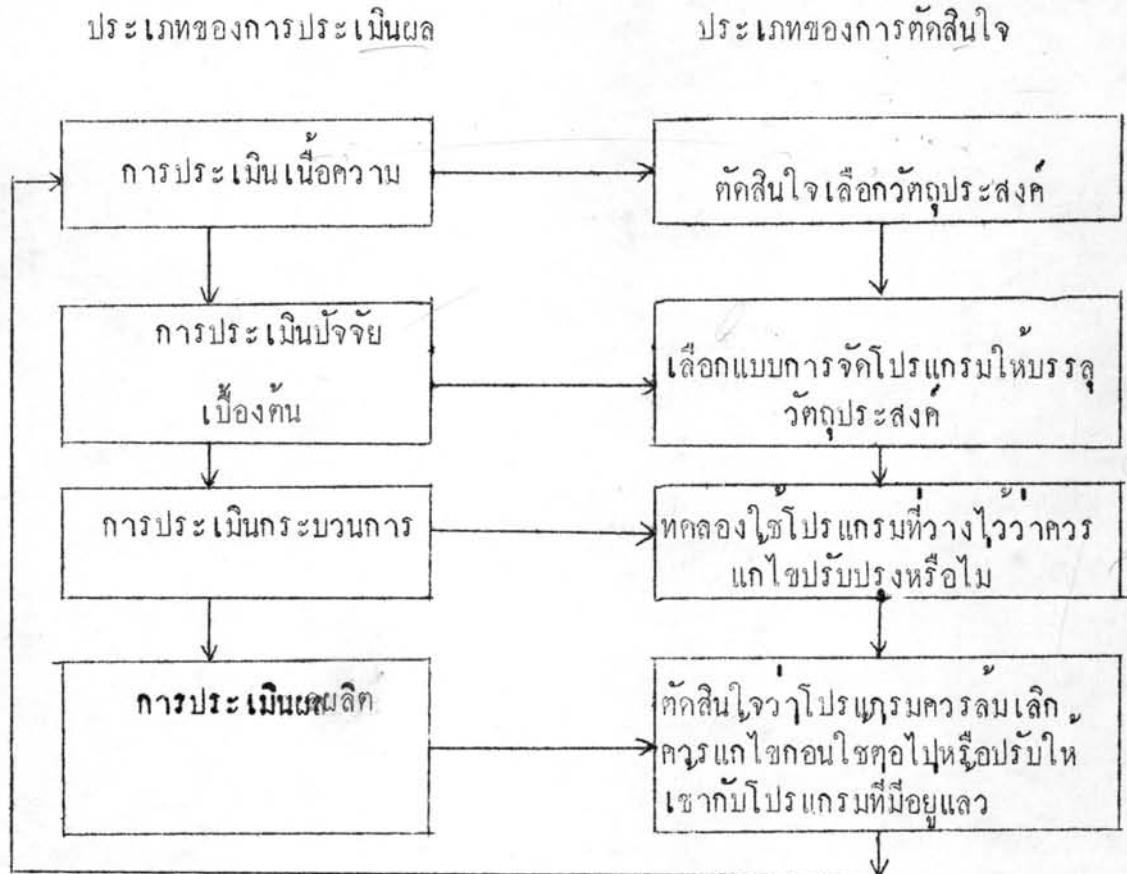 ประเภทของการประเมินผล
ประเภทของการตัดสินใจ
การประเมินเนื้อความ
ตัดสินใจเลือกวัตถุประสงค์
การประเมินปัจจัย
เบื้องต้น
เลือกแบบการจัดโปรแกรมให้บรรลุ
วัตถุประสงค์
การประเมินกระบวนการ
ทดลองใช้โปรแกรมที่วางไว้ว่าควร
แก้ไขปรับปรุงหรือไม่
การประเมินผลผลิต
ตัดสินใจว่าโปรแกรมควรล้มเลิก
ควรแก้ไขก่อนใช้ต่อไปหรือปรับให้
เข้ากับโปรแกรมที่มีอยู่แล้ว